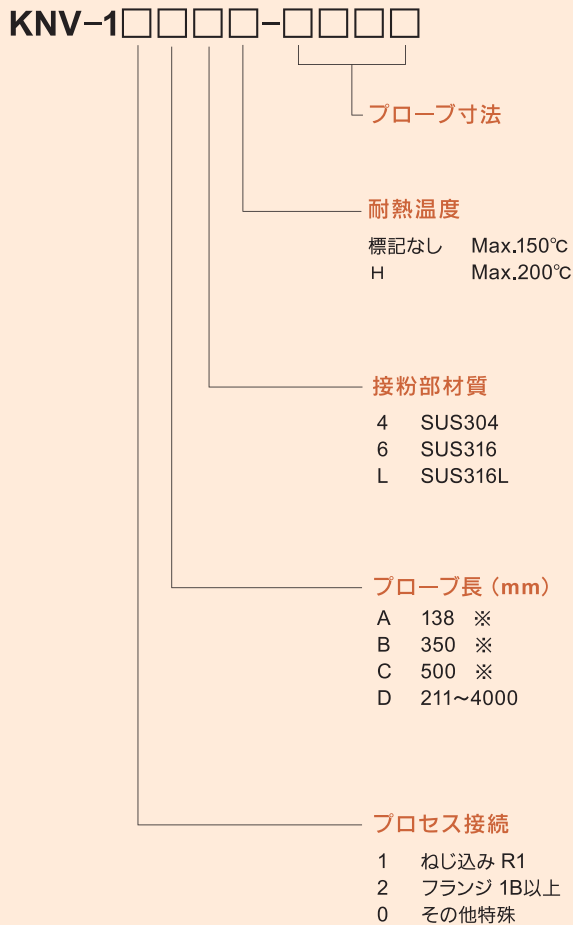 KNV-1□□□□-□□□□
プローブ寸法
耐熱温度
標記なし Max.150℃
H Max.200℃
接粉部材質
4 SUS304
6 SUS316
L SUS316L
プローブ長（mm）
A 138 ※
B 350 ※
C 500 ※
D 211～4000
プロセス接続
1 ねじ込み R1
2 フランジ 1B以上
0 その他特殊